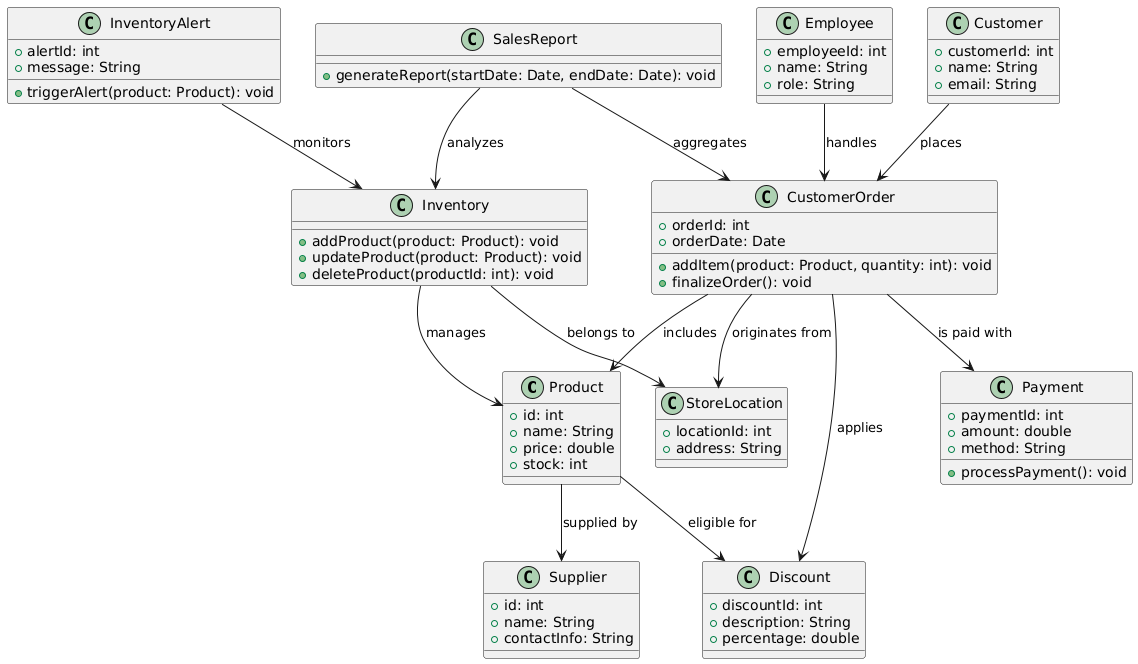 C InventoryAlert
alertId: int
message: String
triggerAlert(product: Product): void
C SalesReport
generateReport(startDate: Date, endDate: Date): void
C Employee
employeeId: int
name: String
role: String
C Customer
customerId: int
name: String
email: String
monitors
analyzes
aggregates
handles
places
C Inventory
addProduct(product: Product): void
updateProduct(product: Product): void
deleteProduct(productId: int): void
C CustomerOrder
orderId: int
orderDate: Date
addItem(product: Product, quantity: int): void
finalizeOrder(): void
manages
belongs to
includes
originates from
is paid with
applies
C Product
id: int
name: String
price: double
stock: int
C StoreLocation
locationId: int
address: String
C Payment
paymentId: int
amount: double
method: String
processPayment(): void
supplied by
eligible for
C Supplier
id: int
name: String
contactInfo: String
C Discount
discountId: int
description: String
percentage: double